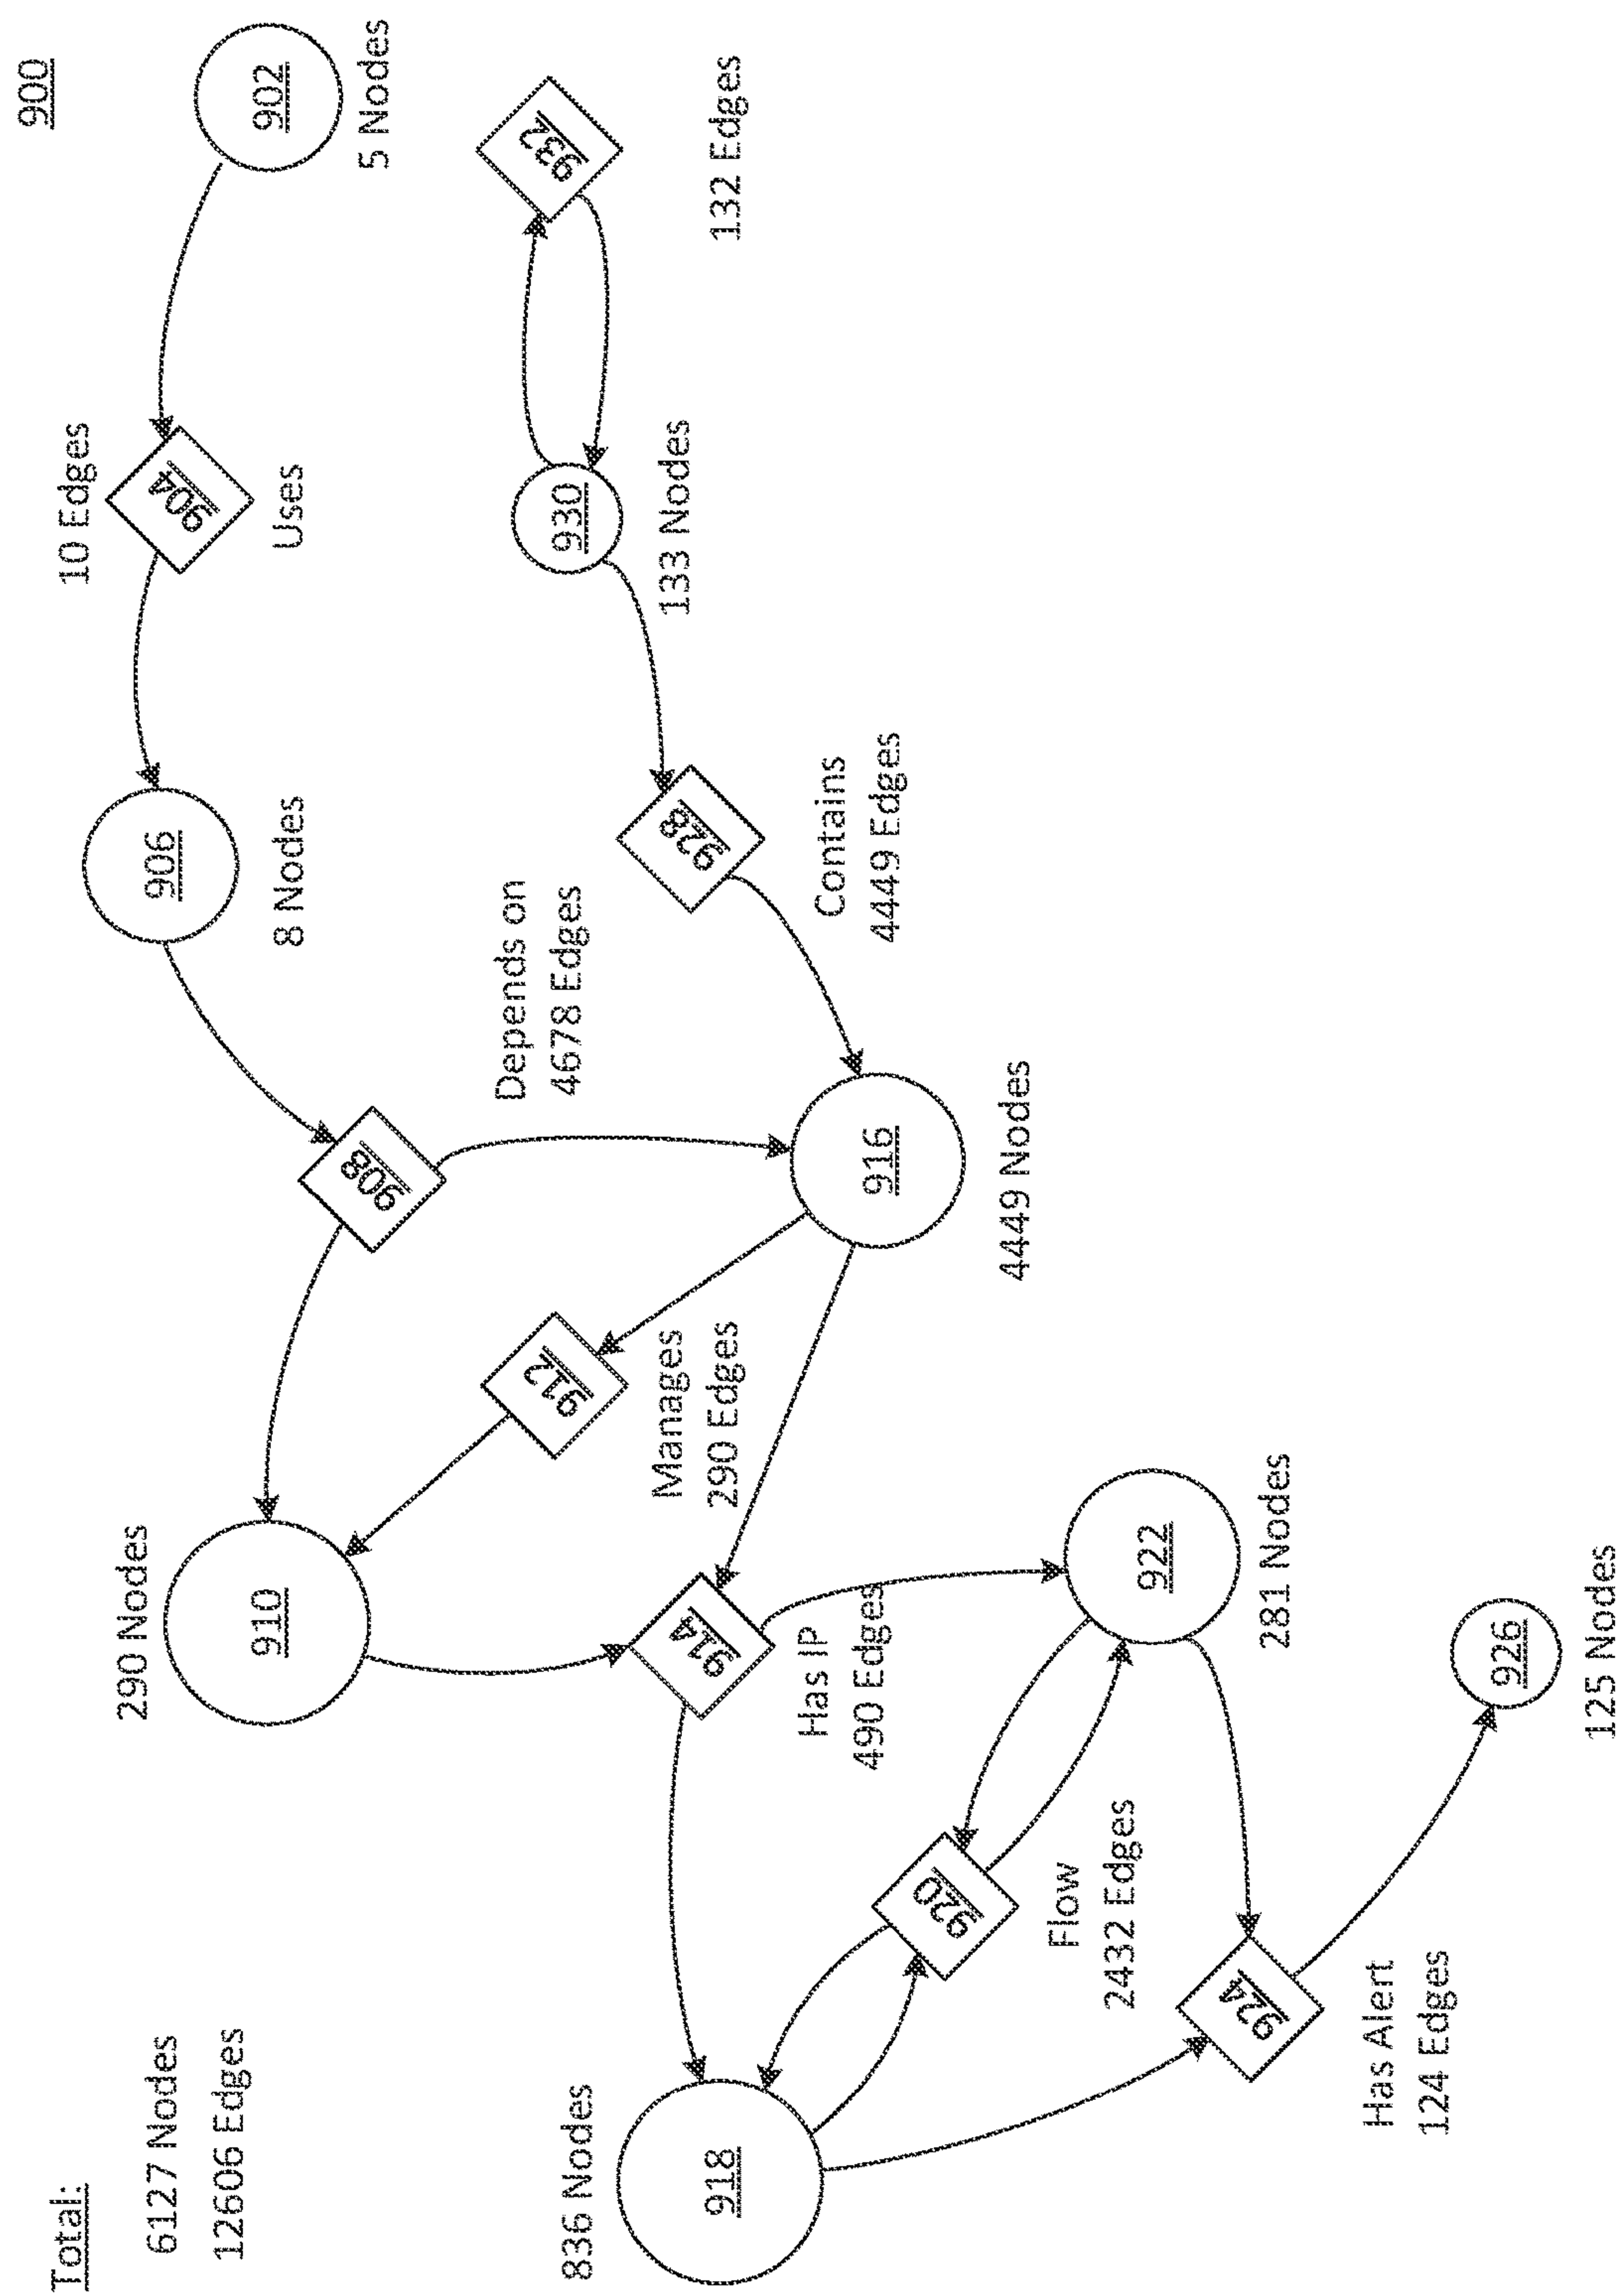 900
Total:
6127 Nodes
12606 Edges
290 Nodes
910
908
906
8 Nodes
10 Edges
904
Uses
902
5 Nodes
836 Nodes
918
914
Has IP
490 Edges
912
Manages
290 Edges
Depends on
4678 Edges
916
4449 Nodes
928
Contains
4449 Edges
930
133 Nodes
932
132 Edges
920
Flow
2432 Edges
922
281 Nodes
924
Has Alert
124 Edges
926
125 Nodes